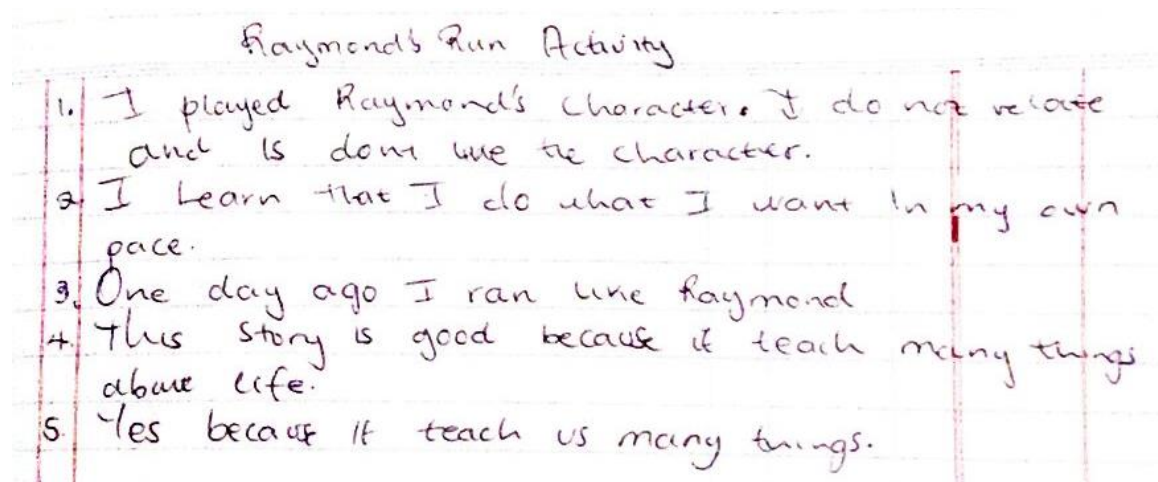 Raymond's Run Activity
1. I played Raymond's character. I do not relate
and is dont like the character.
2. I Learn that I do what I want in my own
pace.
3. One day ago I ran like Raymond
4. This Story is good because it teach many things
about life.
5. Yes because it teach us many things.